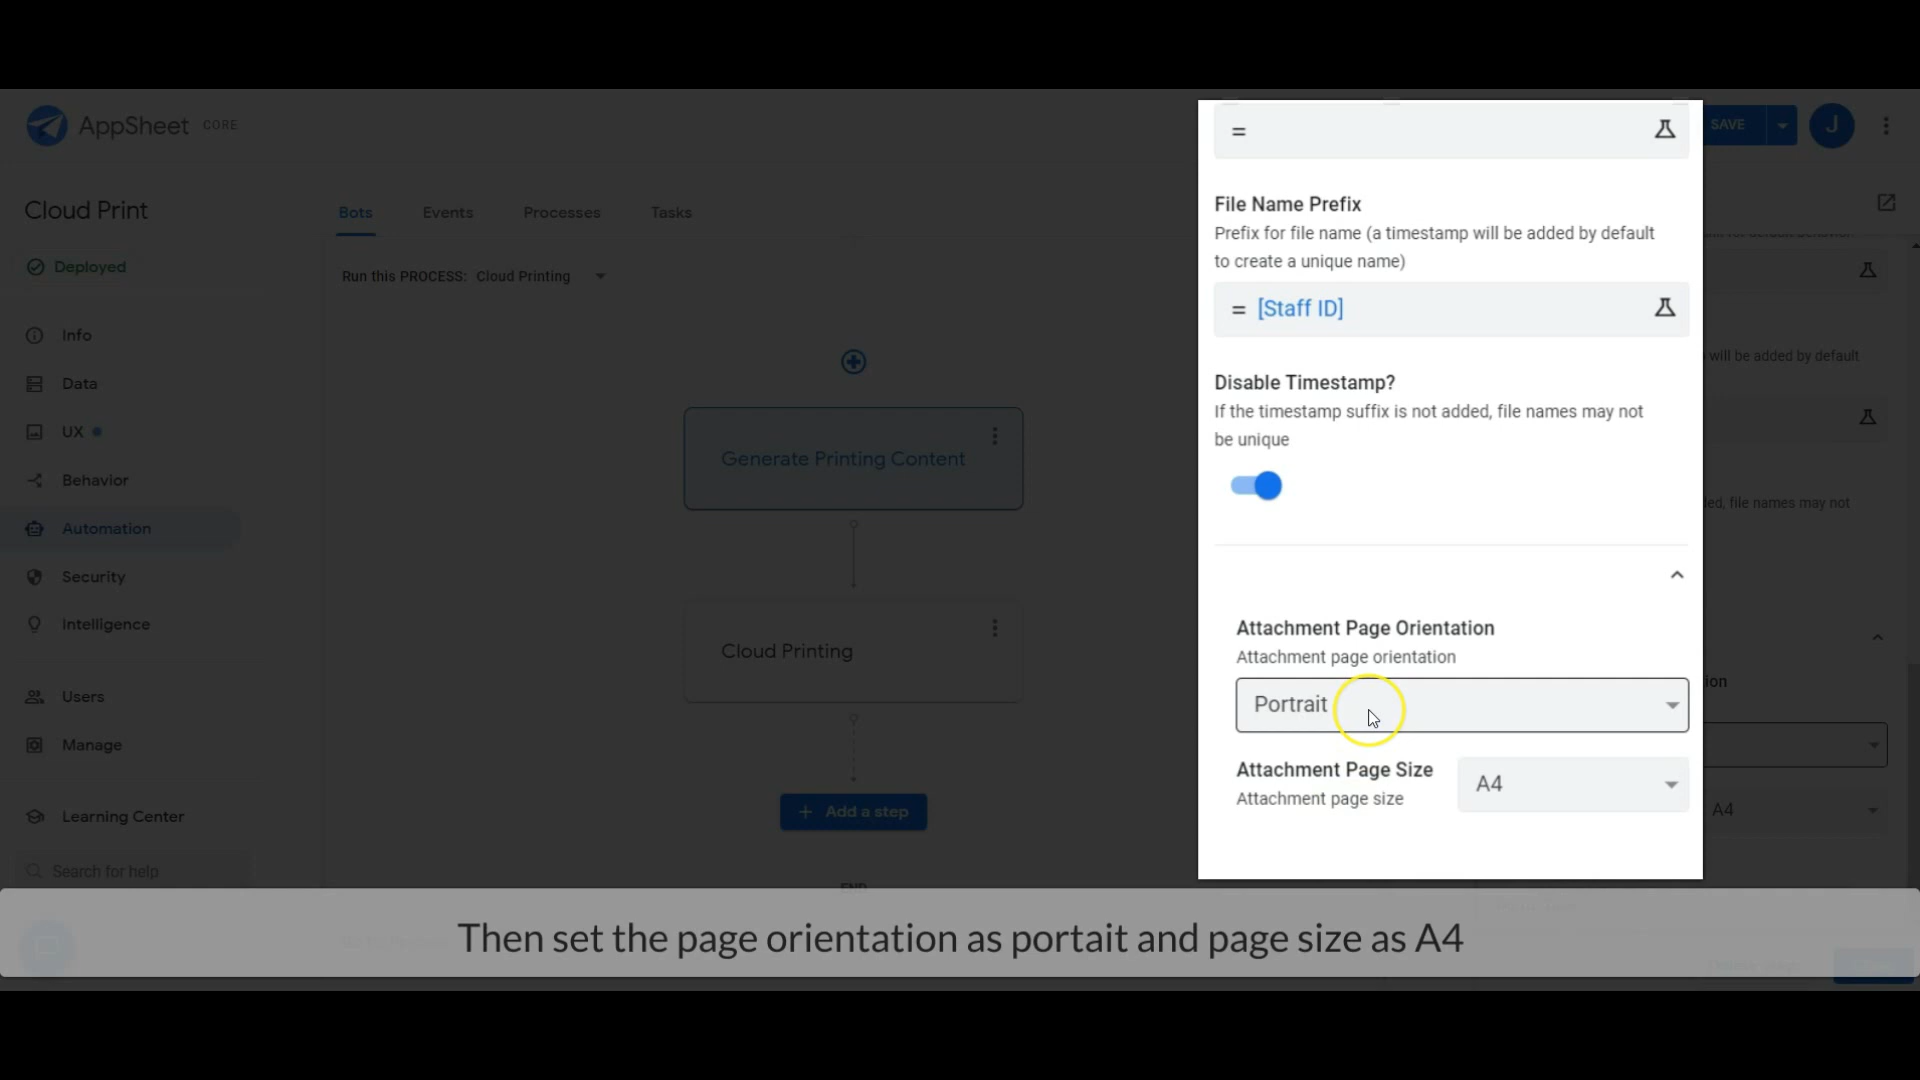 AppSheet CORE
SAVE
J
Cloud Print
Deployed
Info
Data
UX
Behavior
Automation
Security
Intelligence
Users
Manage
Learning Center
Search for help
Bots Events Processes Tasks
Run this PROCESS: Cloud Printing
Generate Printing Content
Cloud Printing
+ Add a step
END
=
File Name Prefix
Prefix for file name (a timestamp will be added by default
to create a unique name)
= [Staff ID]
Disable Timestamp?
If the timestamp suffix is not added, file names may not
be unique
Attachment Page Orientation
Attachment page orientation
Portrait
Attachment Page Size
Attachment page size
A4
will be added by default
file names may not
A4
Then set the page orientation as portait and page size as A4